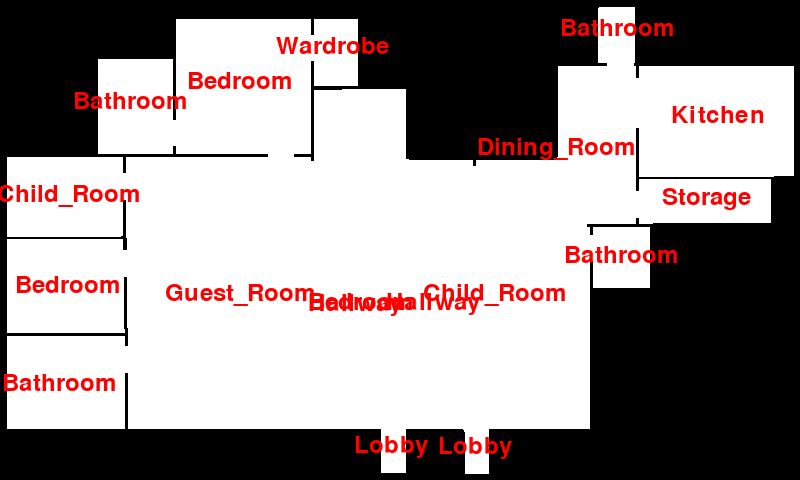 Bathroom
Wardrobe
Bedroom
Bathroom
Kitchen
Dining_Room
Child_Room
Storage
Bathroom
Bedroom
Guest_Room
Child_Room
Bedroom
Hallway
Hallway
Bathroom
Lobby
Lobby